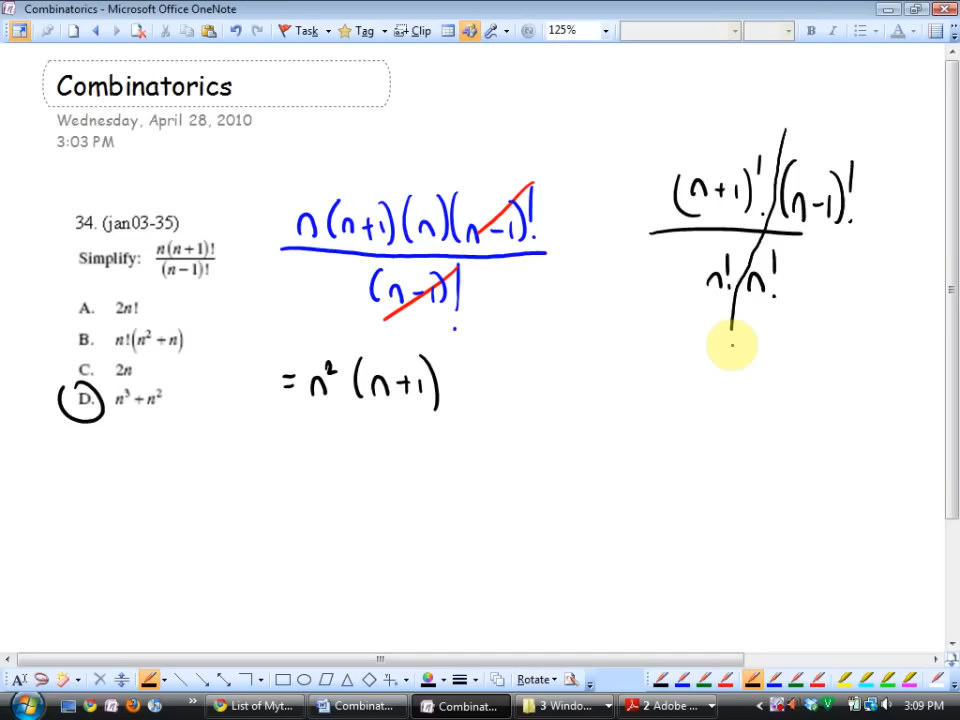 Combinatorics - Microsoft OneNote
Task Tag Clip 125% B I A
Combinatorics
Wednesday, April 28, 2010
3:03 PM
34. (jan03-35)
Simplify: n(n+1)! / (n−1)!
A. 2n!
B. n!(n² ÷ n)
C. 2n
D. n³ ÷ n²
n(n+1)(n)(n−1)!
(n−1)!
= n² (n+1)
(n+1)! (n−1)!
n! n!
Rotate
List of Myt... Combinat... Combinat... 3 Windo... 2 Adobe ... 3:09 PM